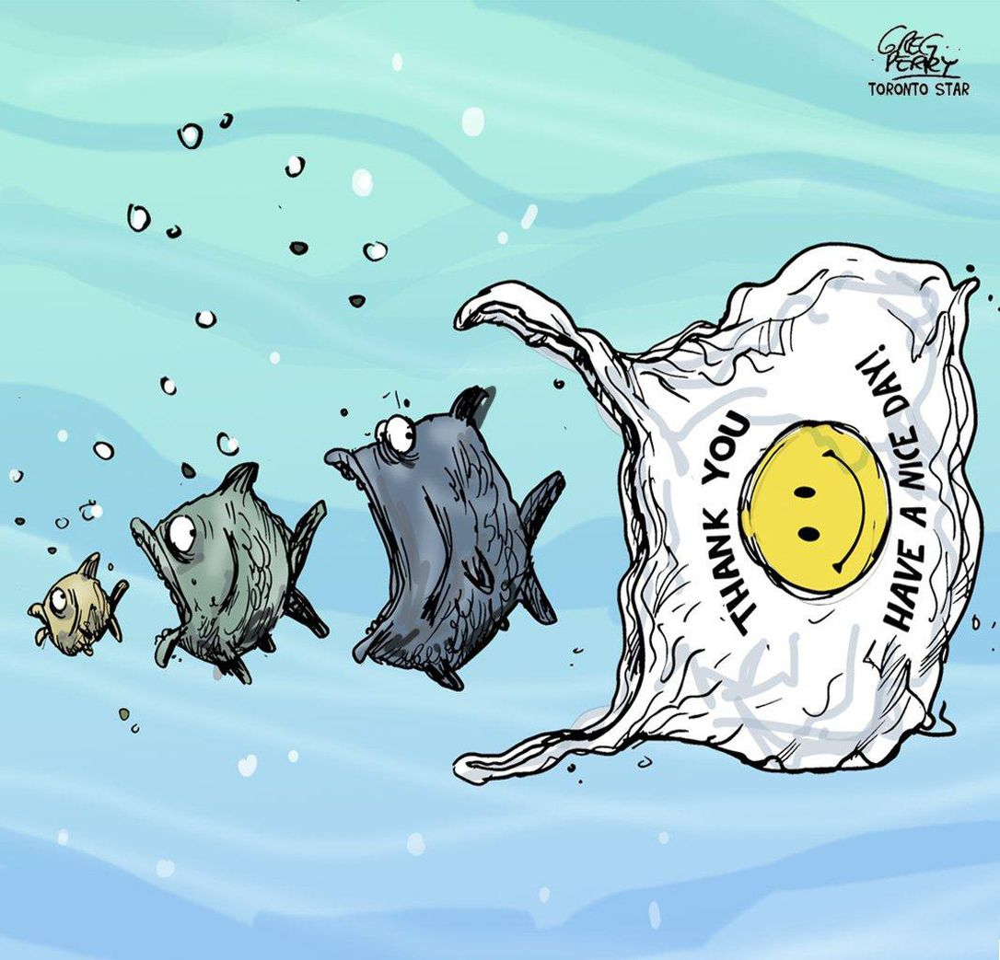 GREG
PERRY
TORONTO STAR
THANK YOU
HAVE A NICE DAY!